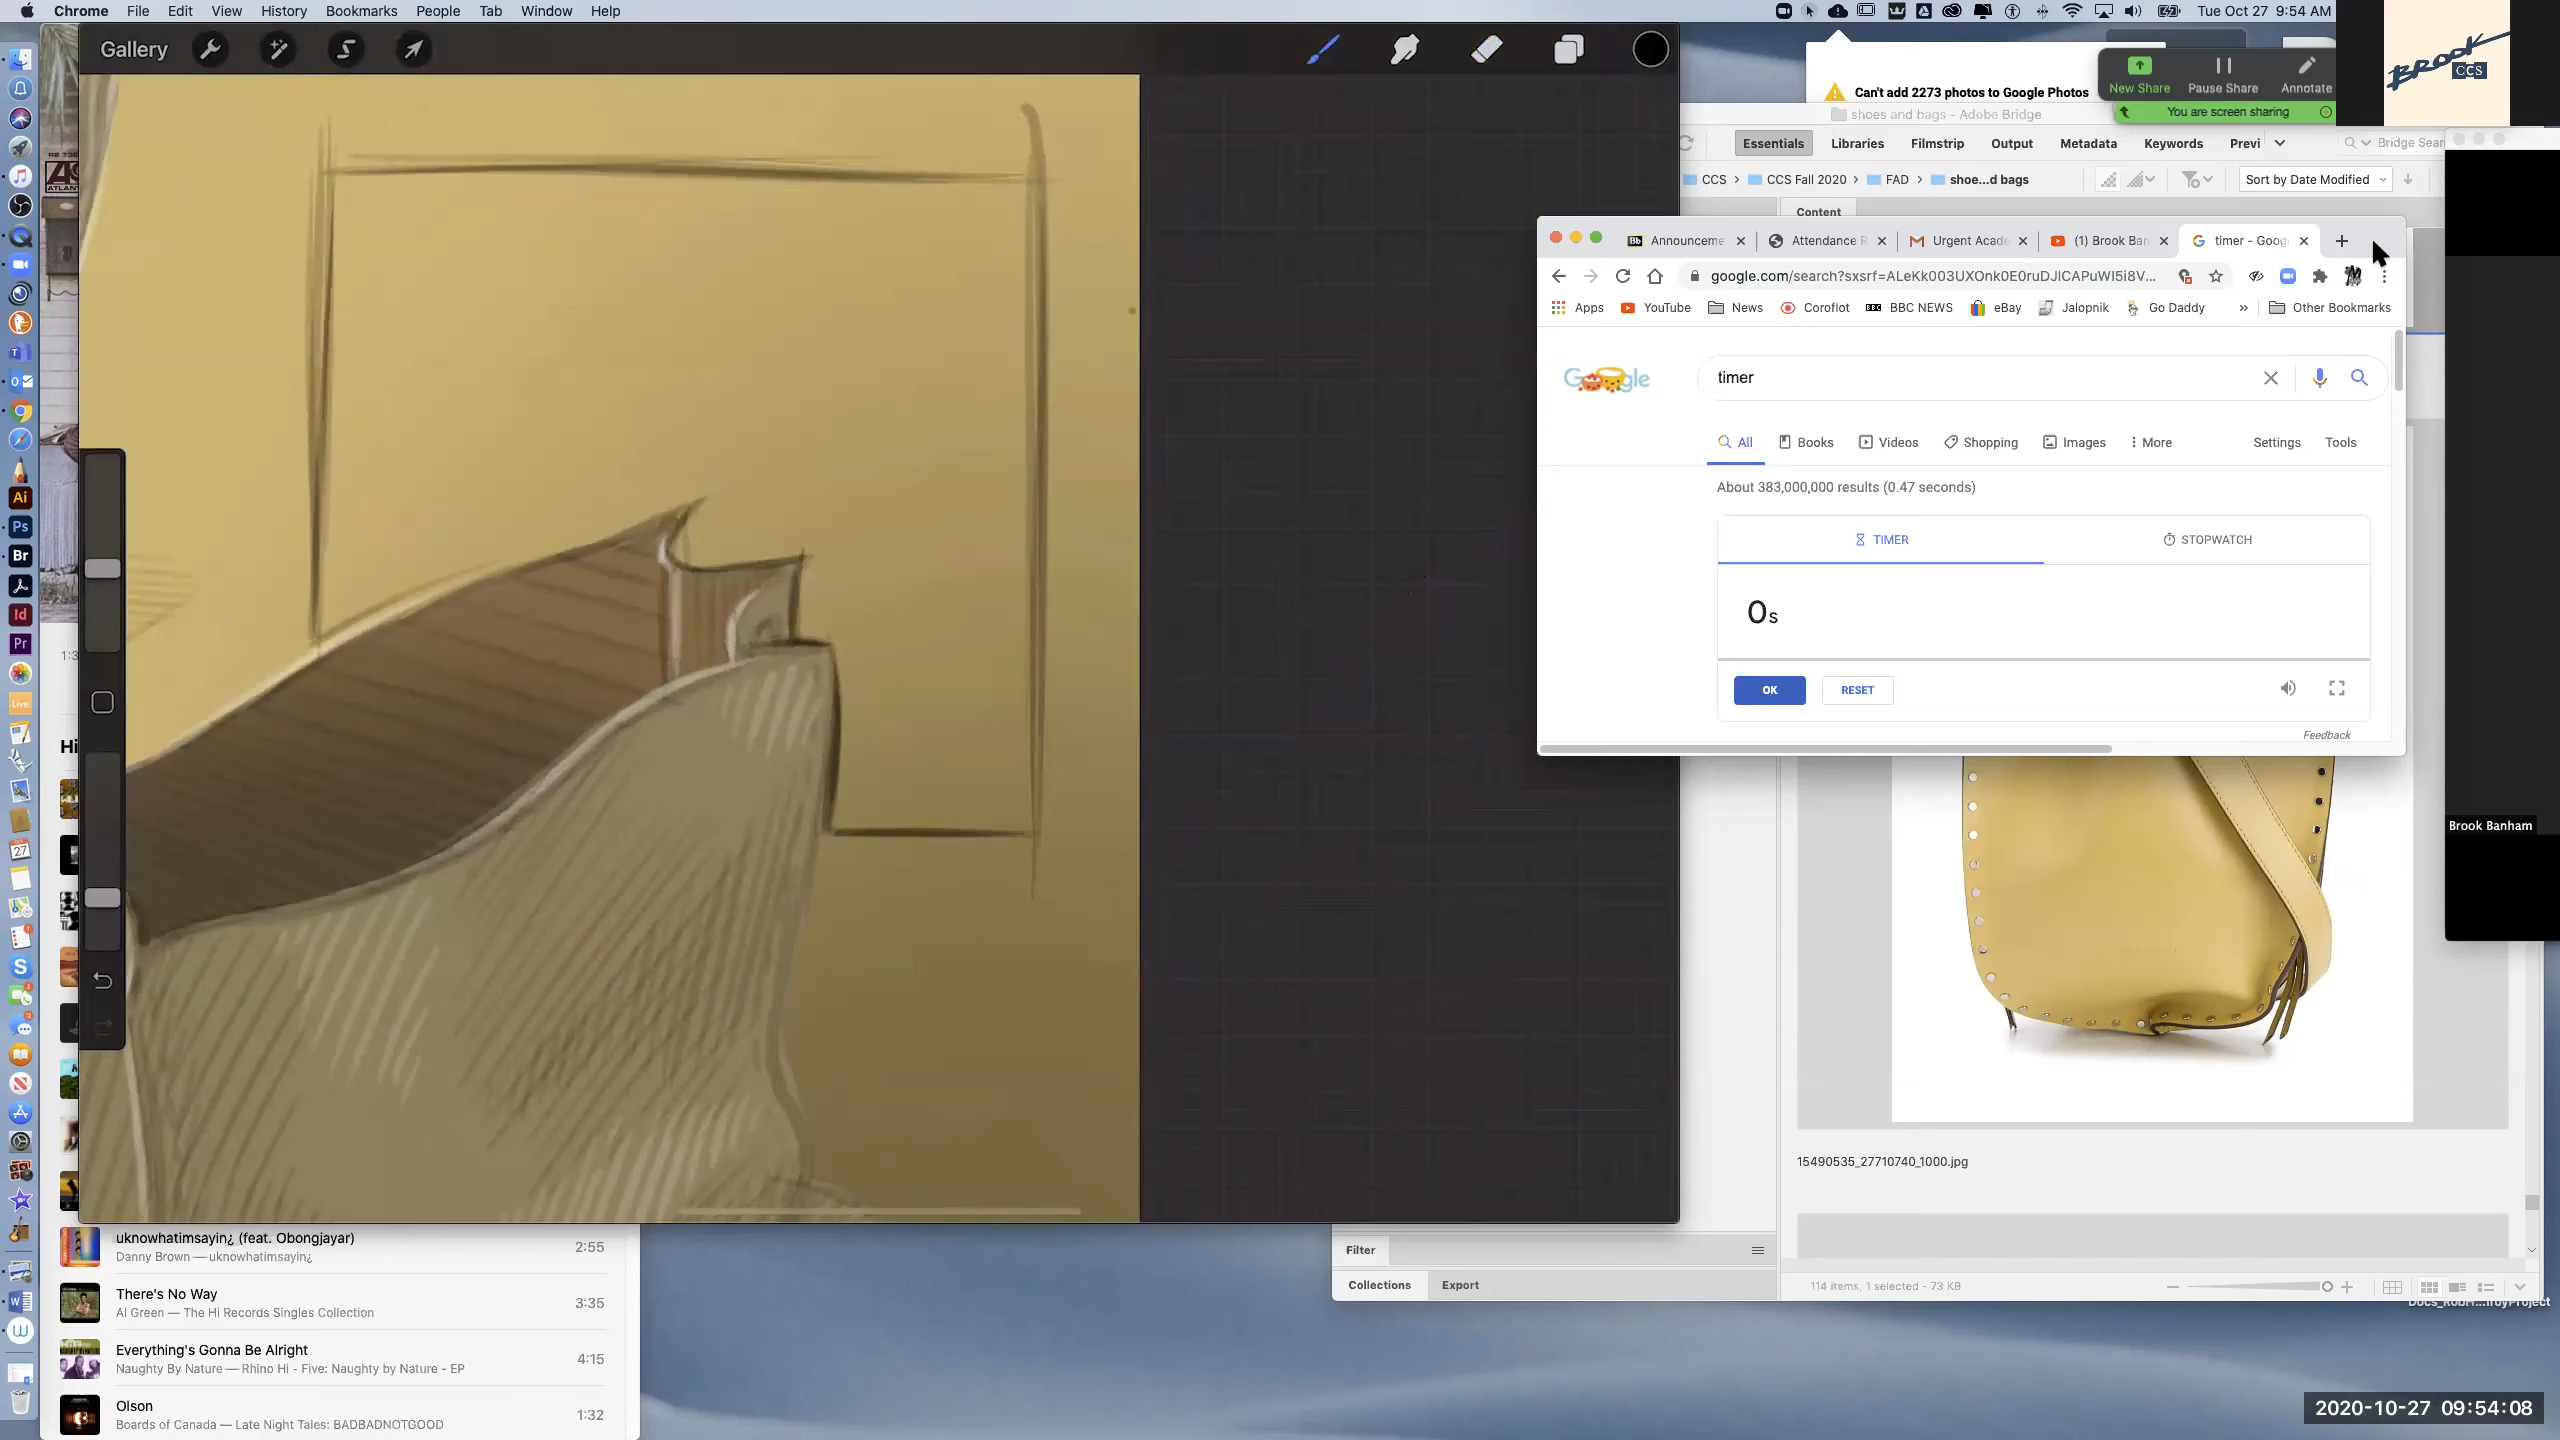 Chrome File Edit View History Bookmarks People Tab Window Help
Tue Oct 27 9:54 AM
Gallery
Can't add 2273 photos to Google Photos
New Share Pause Share Annotate
You are screen sharing
BROOK
CCS
shoes and bags - Adobe Bridge
Essentials Libraries Filmstrip Output Metadata Keywords Previ
Bridge Sear
CCS > CCS Fall 2020 > FAD > shoe...d bags
Sort by Date Modified
Content
Announceme
Attendance R
Urgent Acade
(1) Brook Ban
timer - Goog
google.com/search?sxsrf=ALeKk003UXOnk0E0ruDJlCAPuWl5i8V...
Apps YouTube News Coroflot BBC NEWS eBay Jalopnik Go Daddy » Other Bookmarks
Google
timer
All Books Videos Shopping Images More Settings Tools
About 383,000,000 results (0.47 seconds)
TIMER STOPWATCH
0s
OK RESET
Feedback
Brook Banham
15490535_27710740_1000.jpg
Filter
Collections Export
114 items, 1 selected - 73 KB
Hi
uknowhatimsayin¿ (feat. Obongjayar)
Danny Brown — uknowhatimsayin¿
2:55
There's No Way
Al Green — The Hi Records Singles Collection
3:35
Everything's Gonna Be Alright
Naughty By Nature — Rhino Hi - Five: Naughty by Nature - EP
4:15
Olson
Boards of Canada — Late Night Tales: BADBADNOTGOOD
1:32
2020-10-27 09:54:08